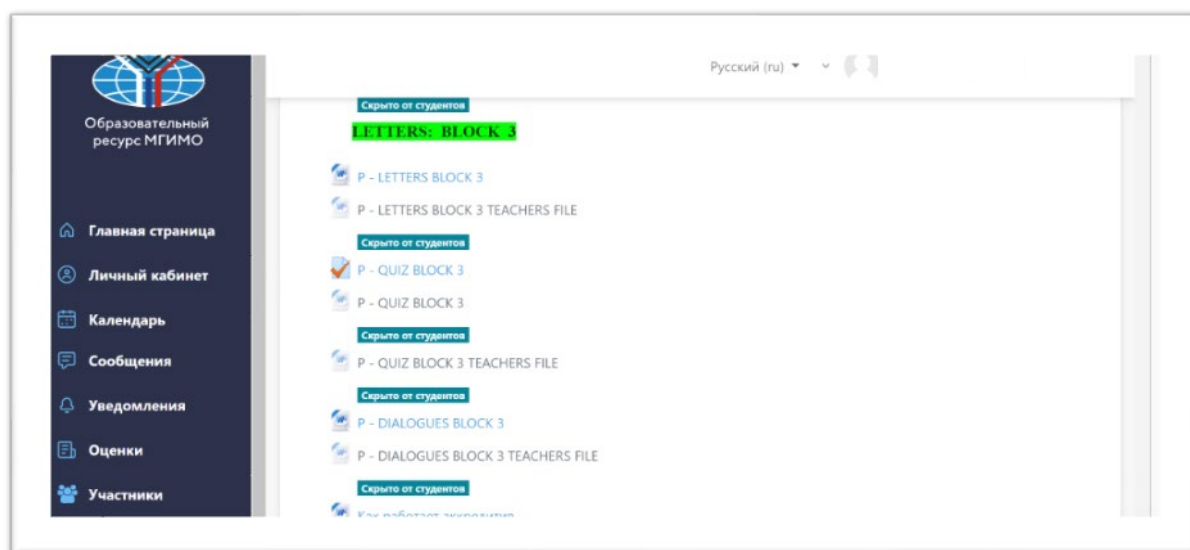 Образовательный
ресурс МГИМО
Главная страница
Личный кабинет
Календарь
Сообщения
Уведомления
Оценки
Участники
Русский (ru)
Скрыто от студентов
LETTERS: BLOCK 3
P - LETTERS BLOCK 3
P - LETTERS BLOCK 3 TEACHERS FILE
Скрыто от студентов
P - QUIZ BLOCK 3
P - QUIZ BLOCK 3
Скрыто от студентов
P - QUIZ BLOCK 3 TEACHERS FILE
Скрыто от студентов
P - DIALOGUES BLOCK 3
P - DIALOGUES BLOCK 3 TEACHERS FILE
Скрыто от студентов
Как работает аккредитив